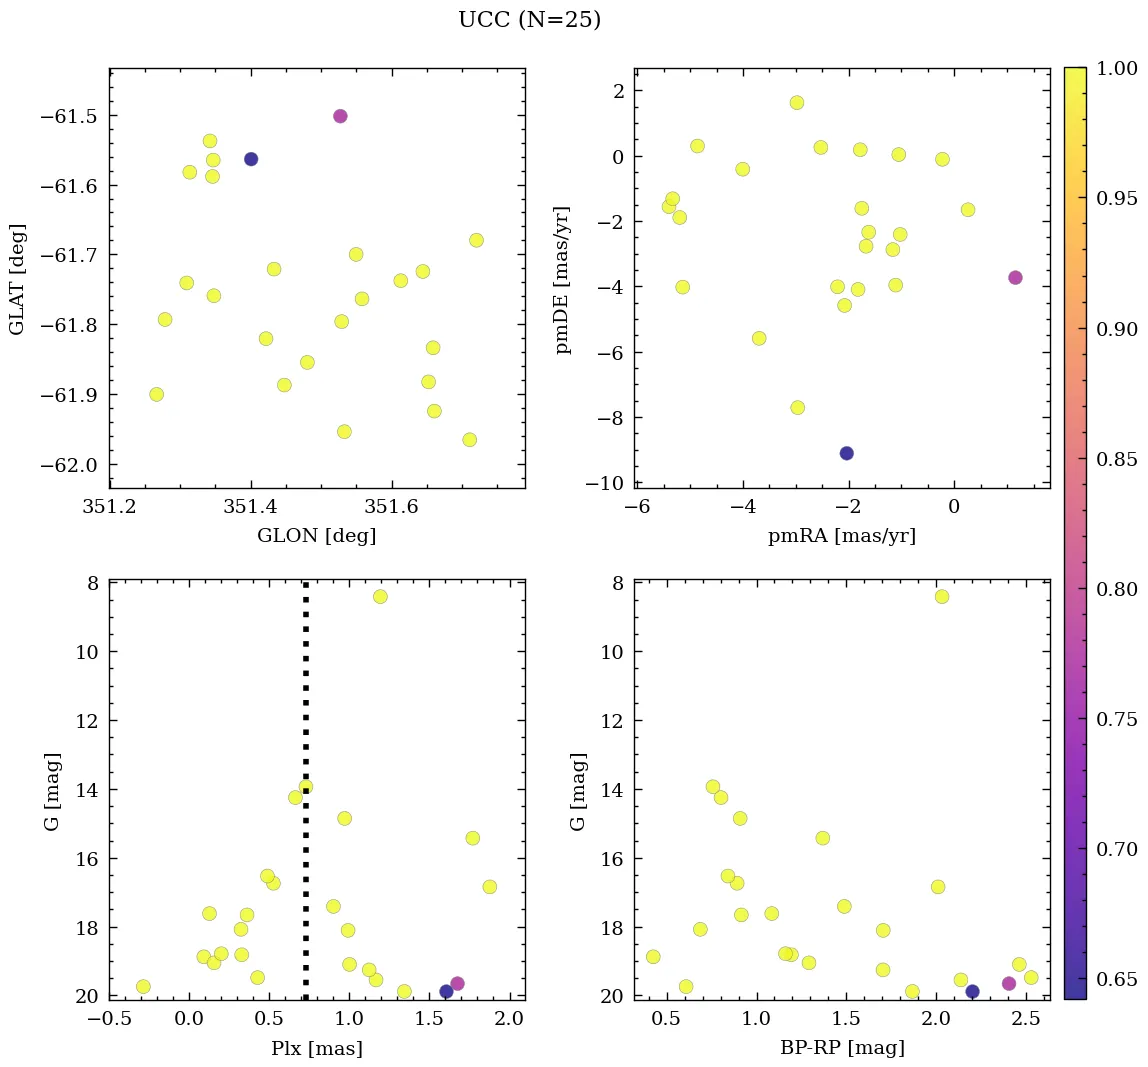 UCC (N=25)
−61.5
−61.6
−61.7
−61.8
−61.9
−62.0
GLAT [deg]
351.2 351.4 351.6
GLON [deg]
2
0
−2
−4
−6
−8
−10
pmDE [mas/yr]
−6 −4 −2 0
pmRA [mas/yr]
8
10
12
14
16
18
20
G [mag]
−0.5 0.0 0.5 1.0 1.5 2.0
Plx [mas]
8
10
12
14
16
18
20
G [mag]
0.5 1.0 1.5 2.0 2.5
BP-RP [mag]
1.00
0.95
0.90
0.85
0.80
0.75
0.70
0.65